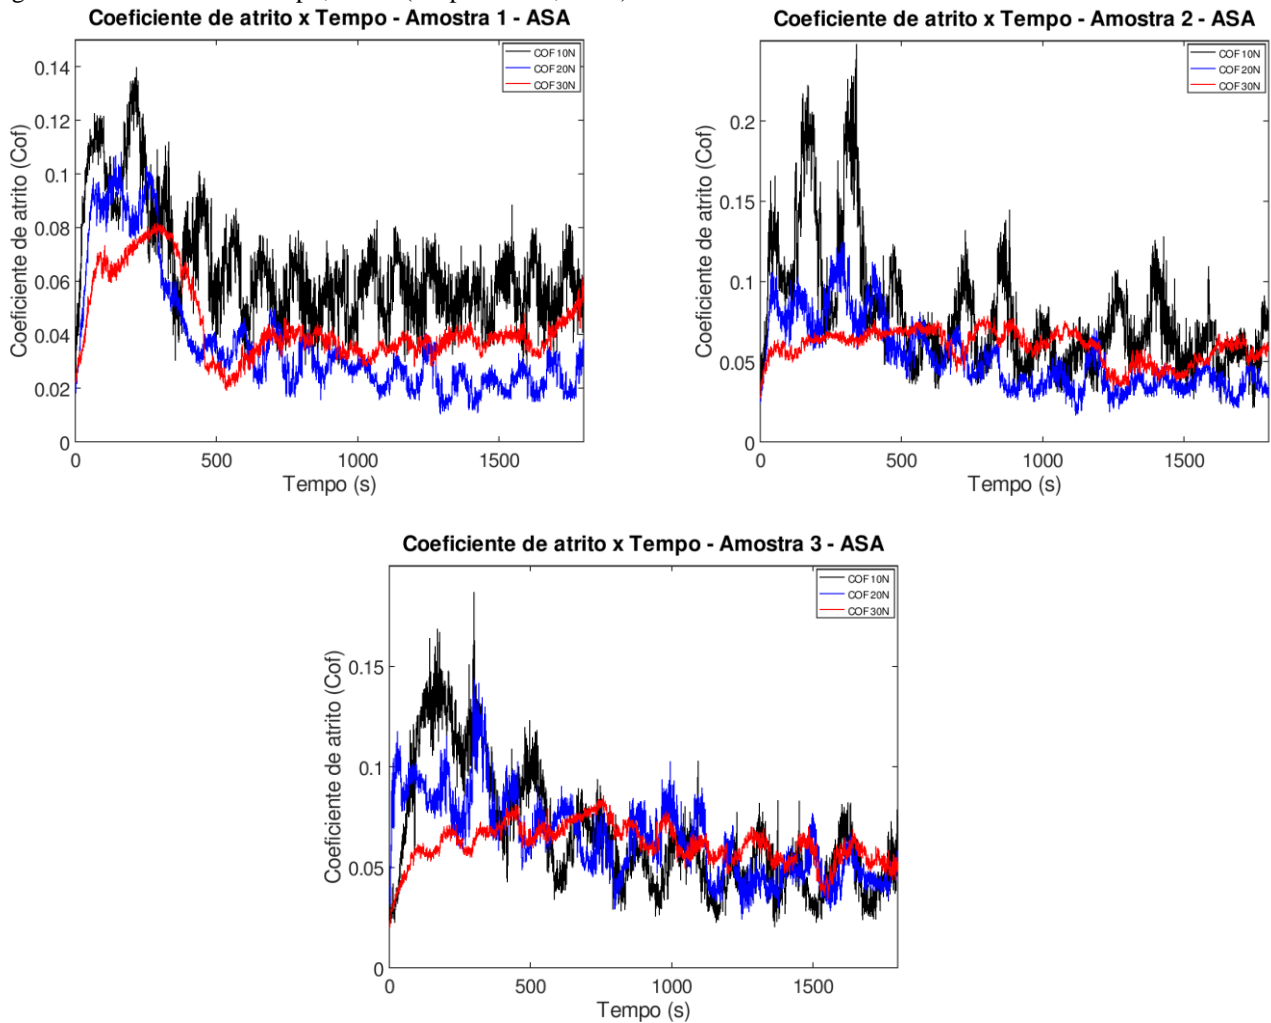 Coeficiente de atrito x Tempo - Amostra 1 - ASA
COF10N
COF20N
COF30N
Coeficiente de atrito (Cof)
0.14
0.12
0.1
0.08
0.06
0.04
0.02
0
0 500 1000 1500
Tempo (s)
Coeficiente de atrito x Tempo - Amostra 2 - ASA
COF10N
COF20N
COF30N
Coeficiente de atrito (Cof)
0.2
0.15
0.1
0.05
0
0 500 1000 1500
Tempo (s)
Coeficiente de atrito x Tempo - Amostra 3 - ASA
COF10N
COF20N
COF30N
Coeficiente de atrito (Cof)
0.15
0.1
0.05
0
0 500 1000 1500
Tempo (s)